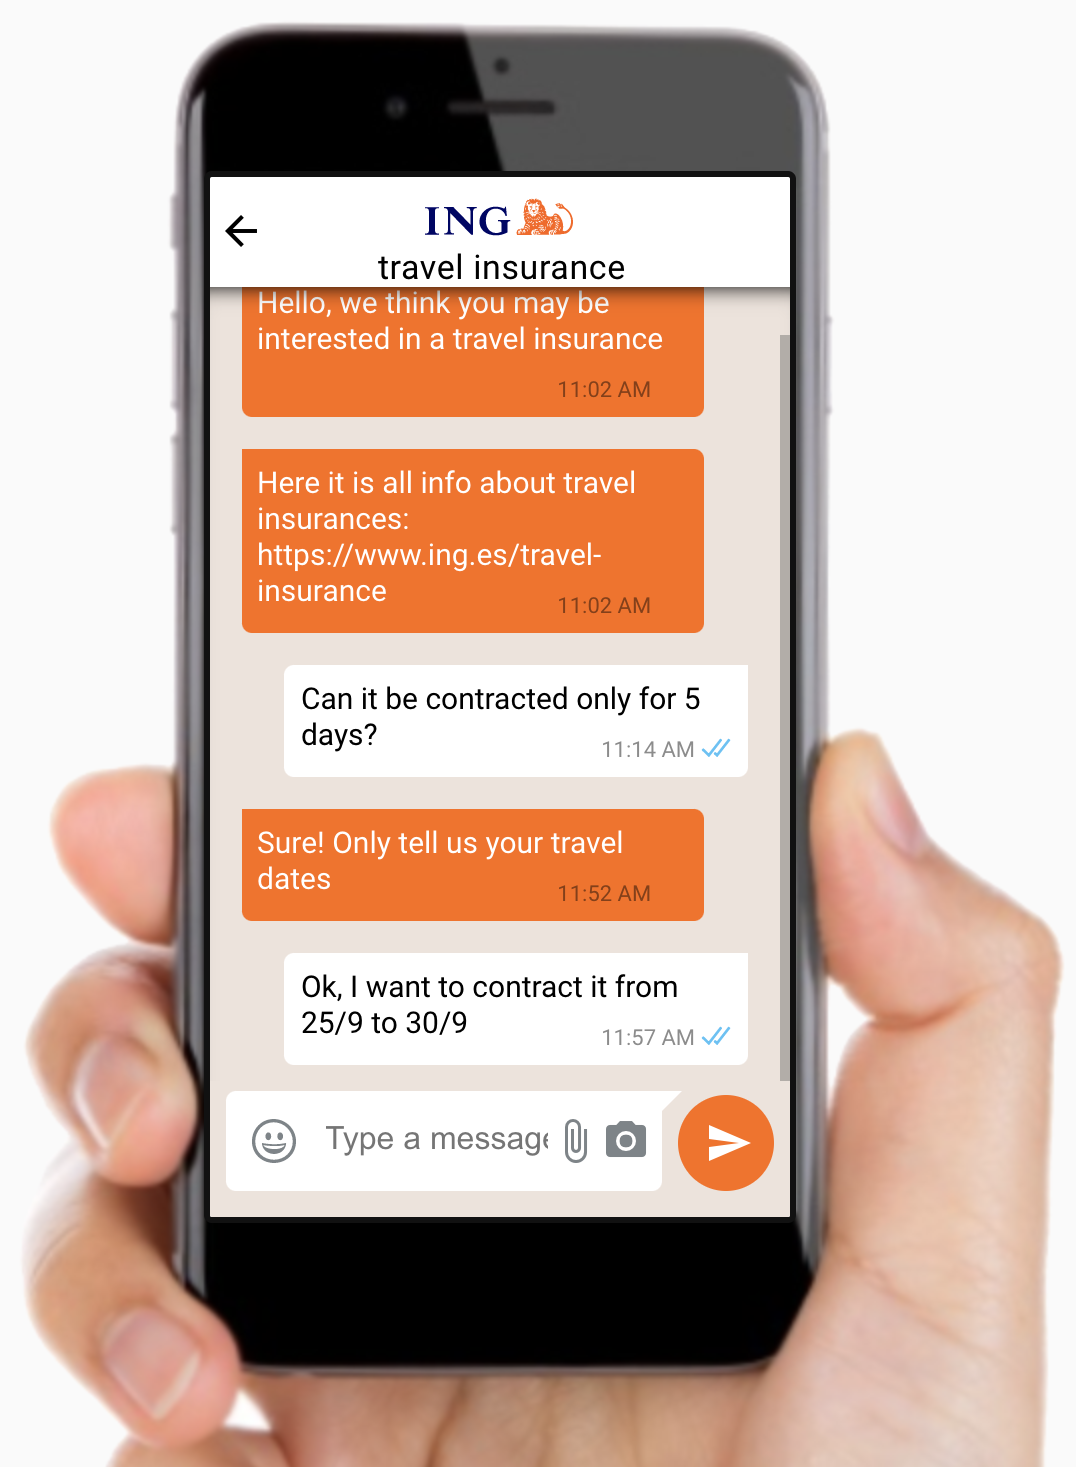 ING
travel insurance
Hello, we think you may be
interested in a travel insurance
11:02 AM
Here it is all info about travel
insurances:
https://www.ing.es/travel-
insurance
11:02 AM
Can it be contracted only for 5
days?
11:14 AM
Sure! Only tell us your travel
dates
11:52 AM
Ok, I want to contract it from
25/9 to 30/9
11:57 AM
Type a message